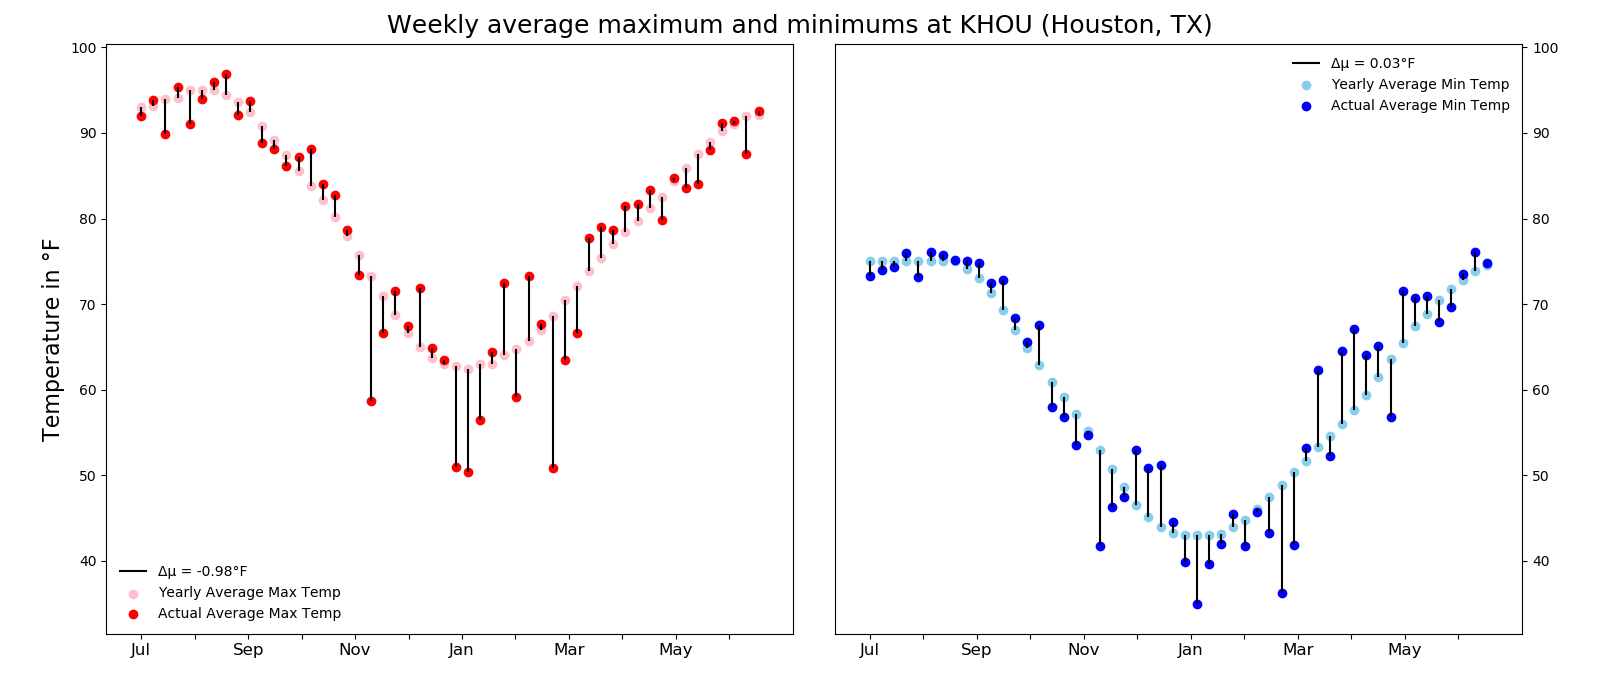 Weekly average maximum and minimums at KHOU (Houston, TX)
Temperature in °F
100
90
80
70
60
50
40
Δμ = -0.98°F
Yearly Average Max Temp
Actual Average Max Temp
Jul Sep Nov Jan Mar May
Δμ = 0.03°F
Yearly Average Min Temp
Actual Average Min Temp
100
90
80
70
60
50
40
Jul Sep Nov Jan Mar May